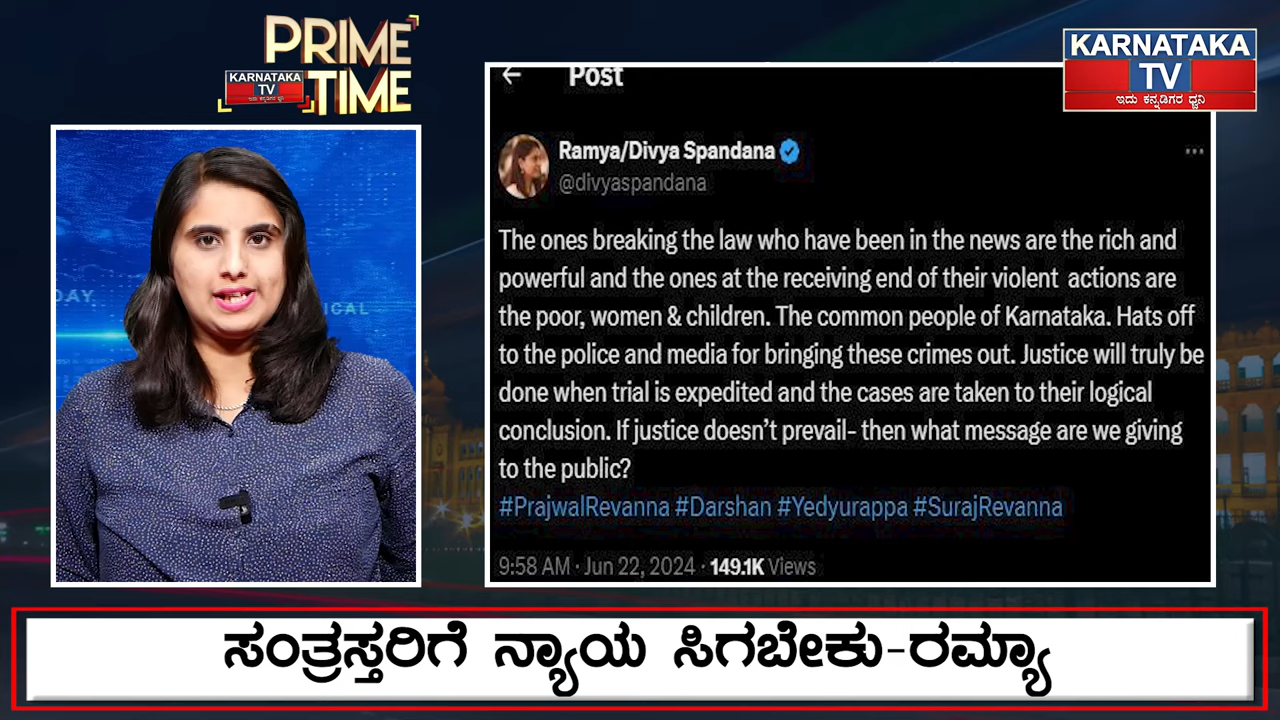 PRIME
KARNATAKA
TV
TIME
KARNATAKA
TV
ಇದು ಕನ್ನಡಿಗರ ಧ್ವನಿ
Post
Ramya/Divya Spandana
@divyaspandana
The ones breaking the law who have been in the news are the rich and
powerful and the ones at the receiving end of their violent actions are
the poor, women & children. The common people of Karnataka. Hats off
to the police and media for bringing these crimes out. Justice will truly be
done when trial is expedited and the cases are taken to their logical
conclusion. If justice doesn't prevail- then what message are we giving
to the public?
#PrajwalRevanna #Darshan #Yedyurappa #SurajRevanna
9:58 AM · Jun 22, 2024 · 149.1K Views
ಸಂತ್ರಸ್ತರಿಗೆ ನ್ಯಾಯ ಸಿಗಬೇಕು-ರಮ್ಯಾ